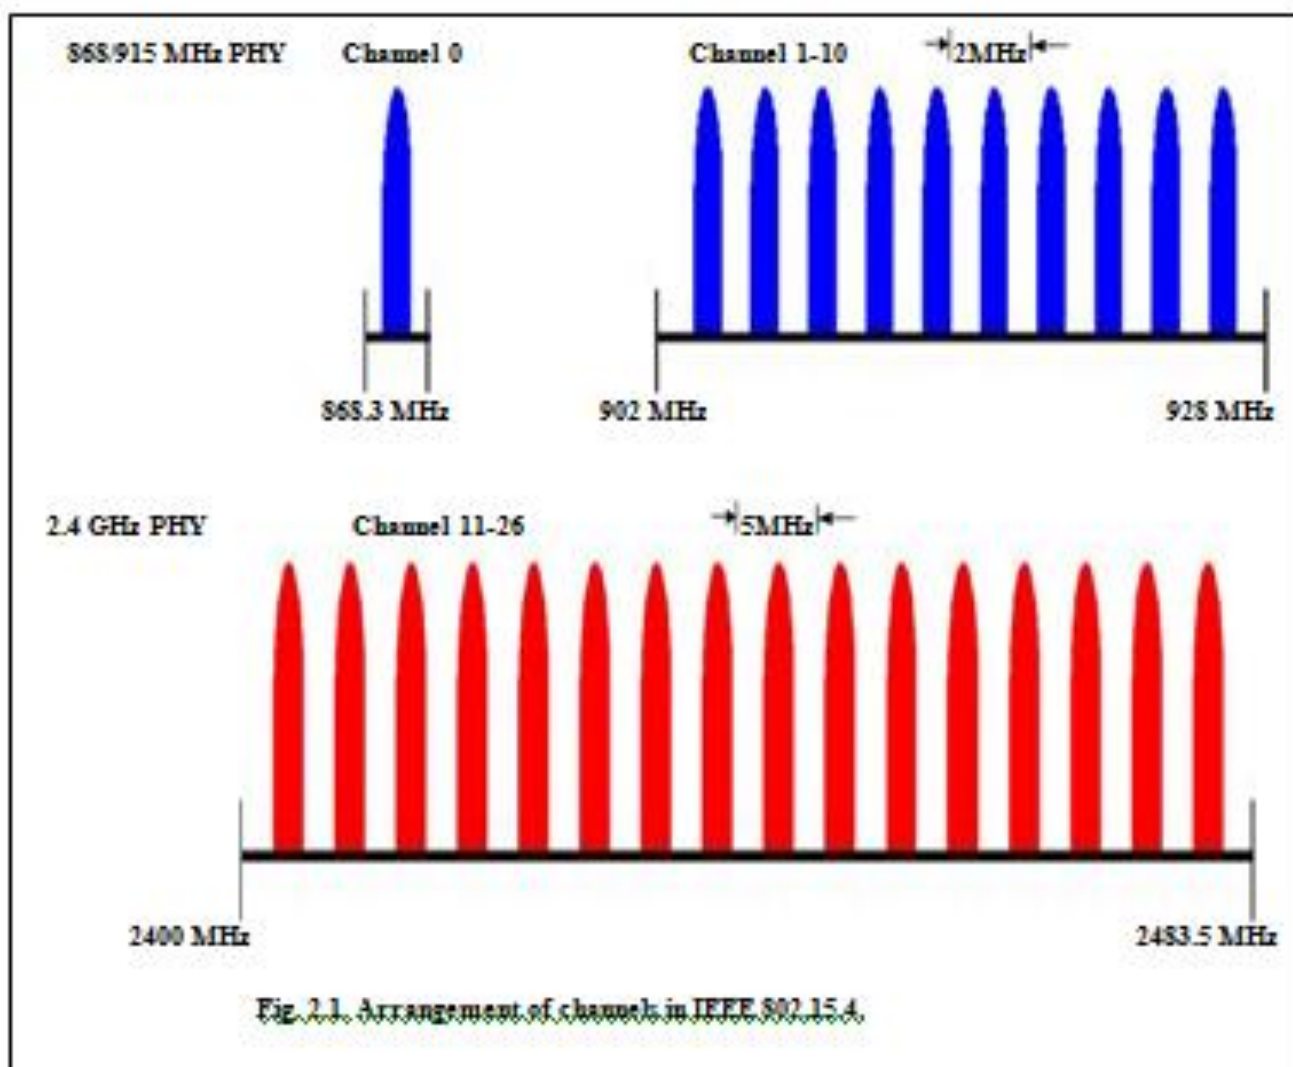 868/915 MHz PHY Channel 0 Channel 1-10 2MHz
868.3 MHz 902 MHz 928 MHz
2.4 GHz PHY Channel 11-26 5MHz
2400 MHz 2483.5 MHz
Fig. 2.1. Arrangement of channels in IEEE 802.15.4.